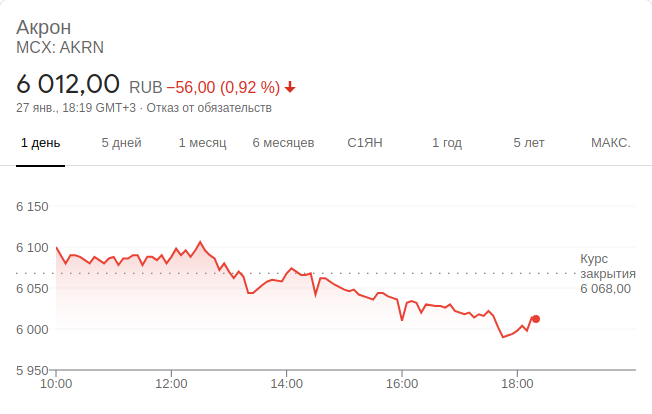 Акрон
MCX: AKRN
6 012,00 RUB −56,00 (0,92 %)
27 янв., 18:19 GMT+3 · Отказ от обязательств
1 день 5 дней 1 месяц 6 месяцев С1ЯН 1 год 5 лет МАКС.
6 150
6 100
Курс
закрытия
6 068,00
6 050
6 000
5 950
10:00 12:00 14:00 16:00 18:00